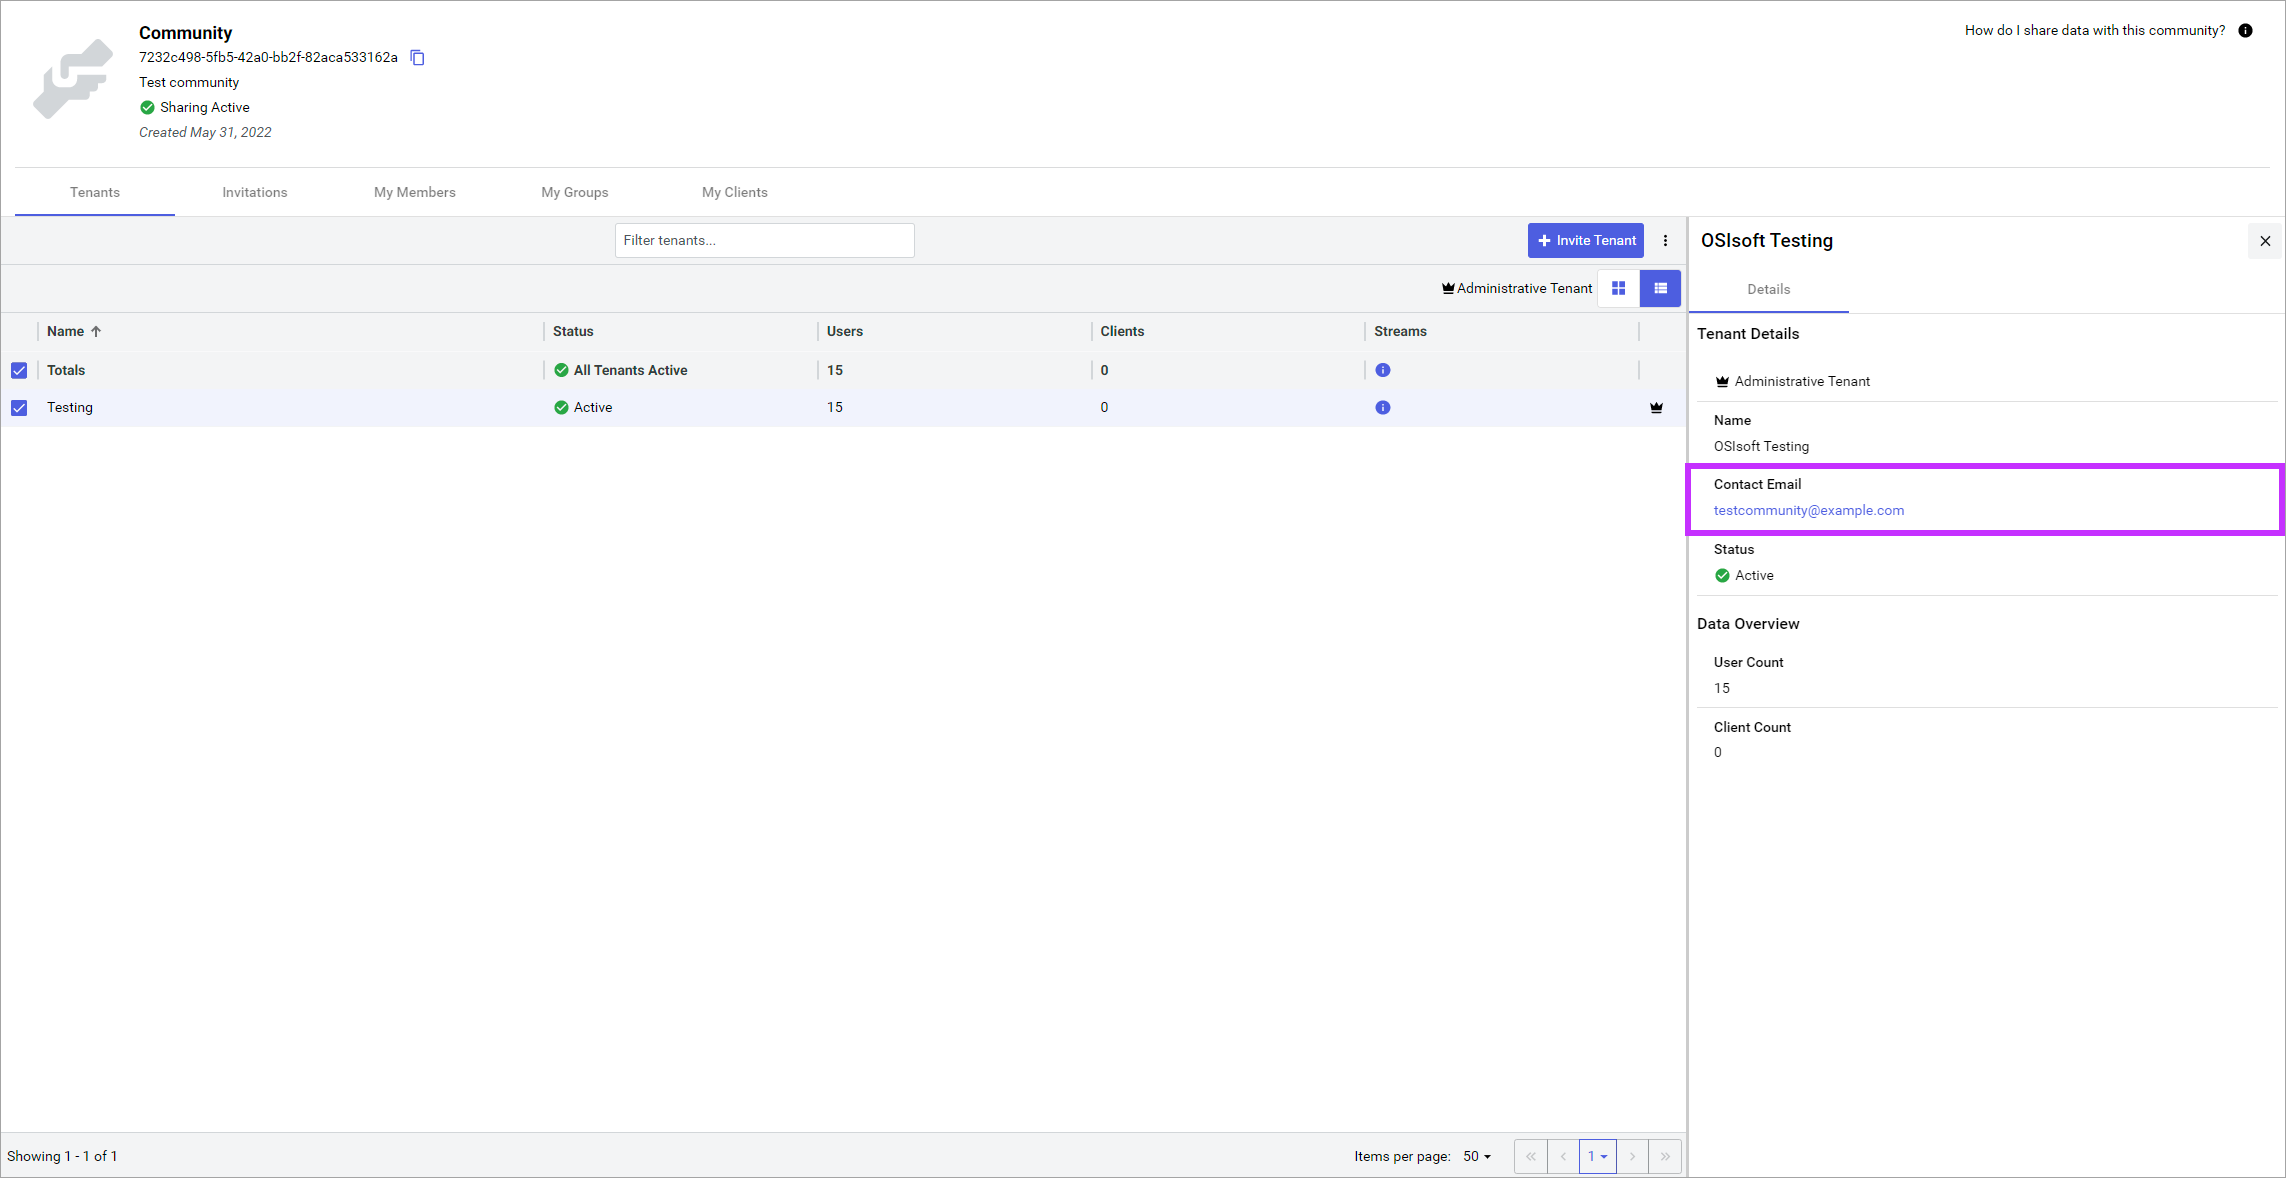 Community
7232c498-5fb5-42a0-bb2f-82aca533162a
Test community
Sharing Active
Created May 31, 2022
How do I share data with this community?
Tenants Invitations My Members My Groups My Clients
Filter tenants...
Invite Tenant
Administrative Tenant
Name Status Users Clients Streams
Totals All Tenants Active 15 0
Testing Active 15 0
Showing 1 - 1 of 1
Items per page: 50
1
OSIsoft Testing
Details
Tenant Details
Administrative Tenant
Name
OSIsoft Testing
Contact Email
testcommunity@example.com
Status
Active
Data Overview
User Count
15
Client Count
0